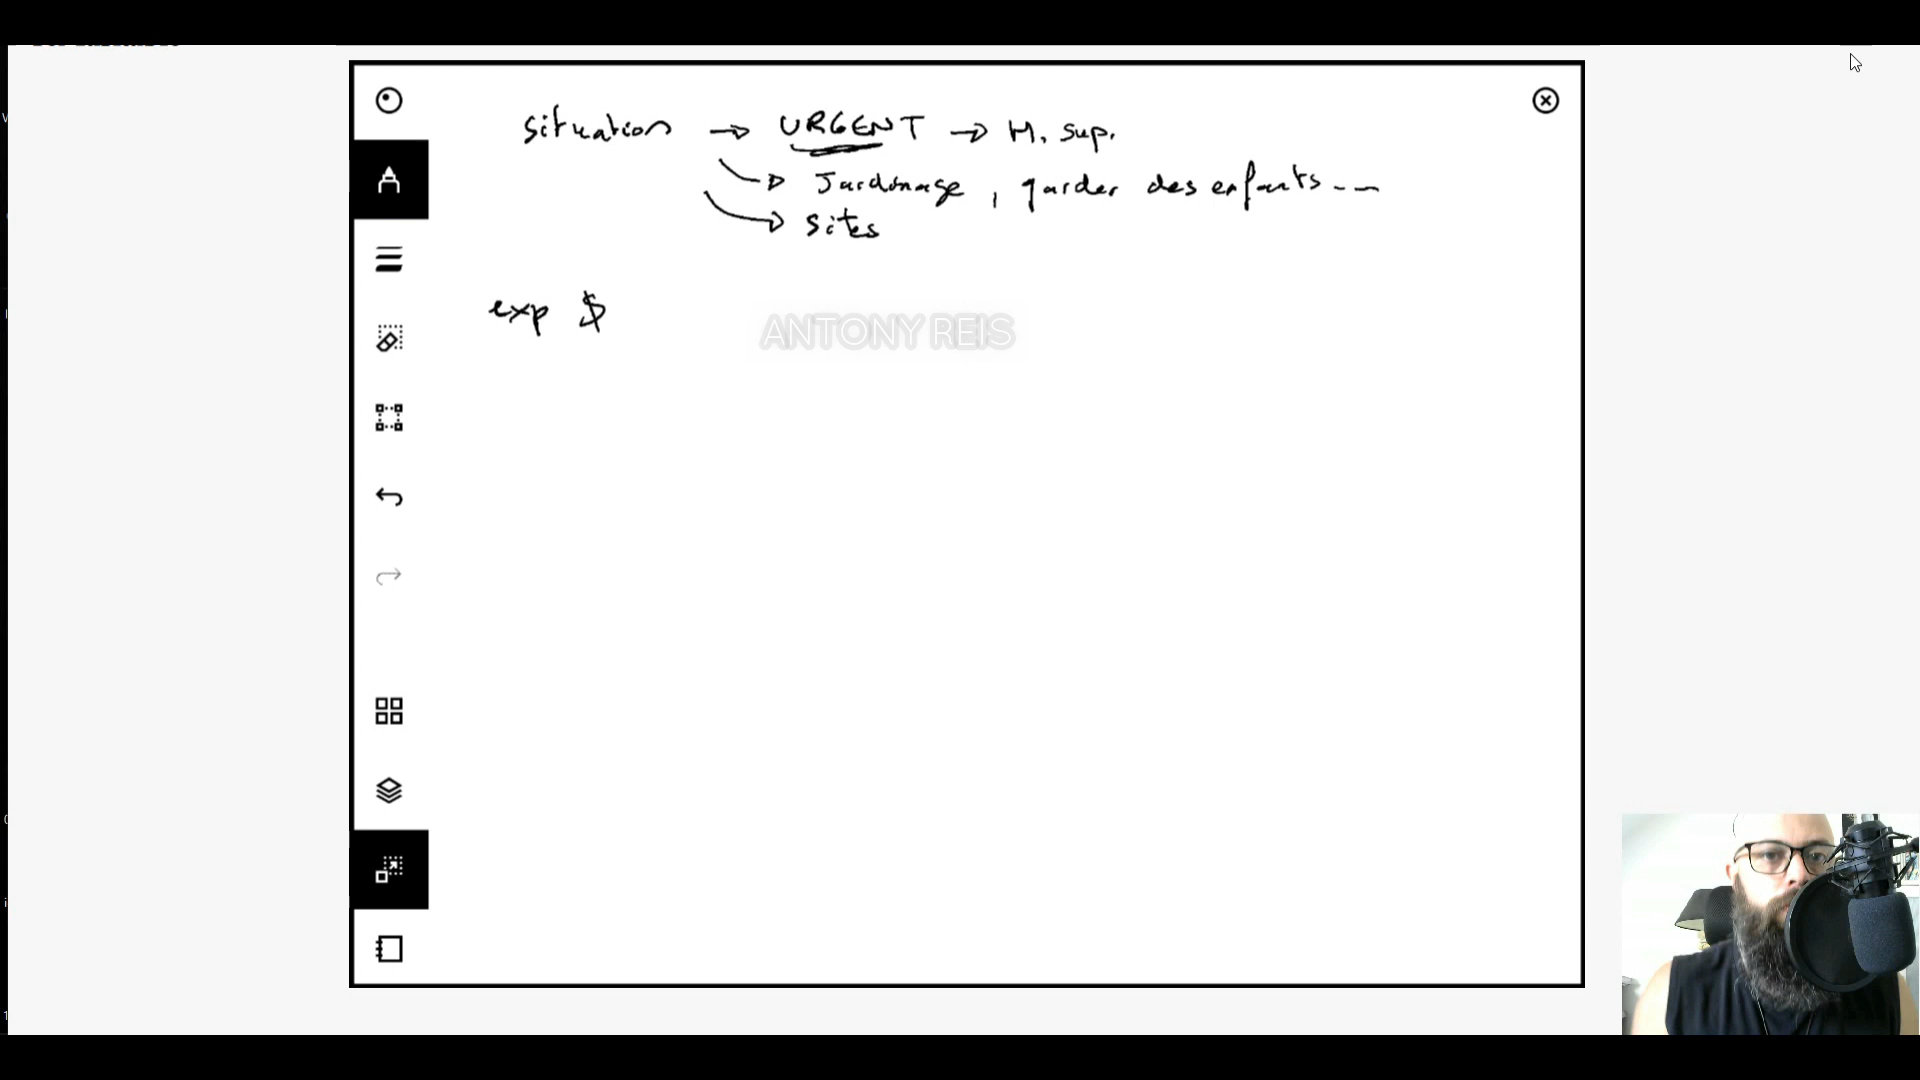 situation → URGENT → H. sup.
→ Jardinage, garder des enfants...
→ Sites
exp $
ANTONY REIS